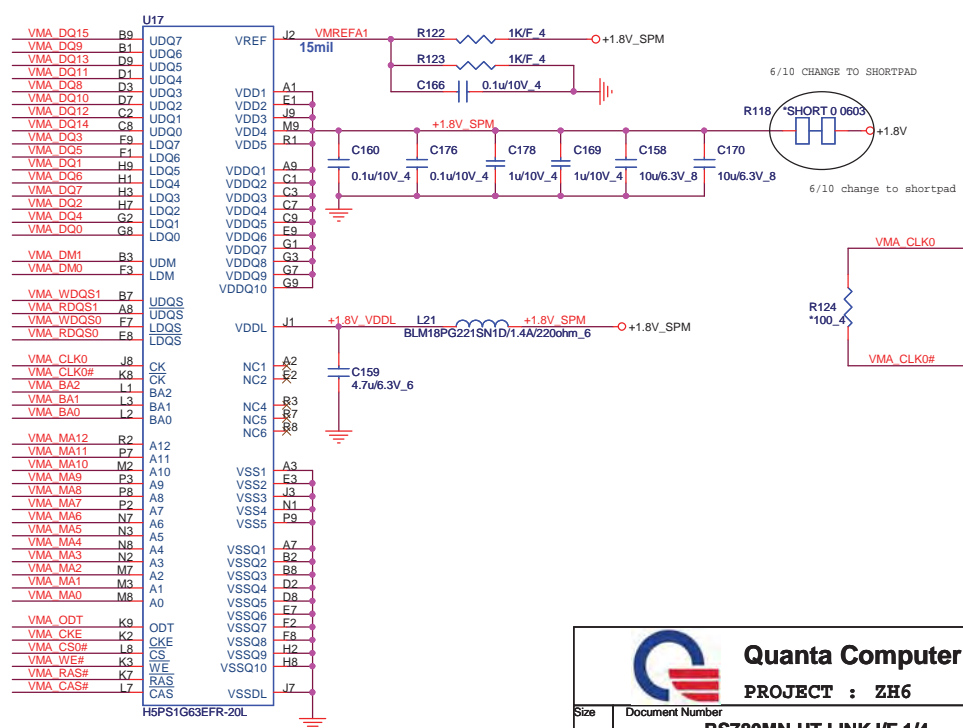 U17
VMA_DQ15 B9 UDQ7
VMA_DQ9 B1 UDQ6
VMA_DQ13 D9 UDQ5
VMA_DQ11 D1 UDQ4
VMA_DQ8 D3 UDQ3
VMA_DQ10 D7 UDQ2
VMA_DQ12 C2 UDQ1
VMA_DQ14 C8 UDQ0
VMA_DQ3 F9 LDQ7
VMA_DQ5 F1 LDQ6
VMA_DQ1 H9 LDQ5
VMA_DQ6 H1 LDQ4
VMA_DQ7 H3 LDQ3
VMA_DQ2 H7 LDQ2
VMA_DQ4 G2 LDQ1
VMA_DQ0 G8 LDQ0
VMA_DM1 B3 UDM
VMA_DM0 F3 LDM
VMA_WDQS1 B7 UDQS
VMA_RDQS1 A8 UDQS
VMA_WDQS0 F7 LDQS
VMA_RDQS0 E8 LDQS
VMA_CLK0 J8 CK
VMA_CLK0# K8 CK
VMA_BA2 L1 BA2
VMA_BA1 L3 BA1
VMA_BA0 L2 BA0
VMA_MA12 R2 A12
VMA_MA11 P7 A11
VMA_MA10 M2 A10
VMA_MA9 P3 A9
VMA_MA8 P8 A8
VMA_MA7 P2 A7
VMA_MA6 N7 A6
VMA_MA5 N3 A5
VMA_MA4 N8 A4
VMA_MA3 N2 A3
VMA_MA2 M7 A2
VMA_MA1 M3 A1
VMA_MA0 M8 A0
VMA_ODT K9 ODT
VMA_CKE K2 CKE
VMA_CS0# L8 CS
VMA_WE# K3 WE
VMA_RAS# K7 RAS
VMA_CAS# L7 CAS
H5PS1G63EFR-20L
VREF J2 VMREFA1
15mil
VDD1 A1
VDD2 E1
VDD3 J9
VDD4 M9
VDD5 R1
VDDQ1 A9
VDDQ2 C1
VDDQ3 C3
VDDQ4 C7
VDDQ5 C9
VDDQ6 E9
VDDQ7 G1
VDDQ8 G3
VDDQ9 G7
VDDQ10 G9
VDDL J1
NC1 A2
NC2 E2
NC4 R3
NC5 R7
NC6 R8
VSS1 A3
VSS2 E3
VSS3 J3
VSS4 N1
VSS5 P9
VSSQ1 A7
VSSQ2 B2
VSSQ3 B8
VSSQ4 D2
VSSQ5 D8
VSSQ6 E7
VSSQ7 F2
VSSQ8 F8
VSSQ9 H2
VSSQ10 H8
VSSDL J7
R122 1K/F_4 +1.8V_SPM
R123 1K/F_4
C166 0.1u/10V_4
+1.8V_SPM
C160 0.1u/10V_4
C176 0.1u/10V_4
C178 1u/10V_4
C169 1u/10V_4
C158 10u/6.3V_8
C170 10u/6.3V_8
6/10 CHANGE TO SHORTPAD
R118 *SHORT 0 0603
+1.8V
6/10 change to shortpad
+1.8V_VDDL L21 +1.8V_SPM +1.8V_SPM
BLM18PG221SN1D/1.4A/220ohm_6
C159
4.7u/6.3V_6
VMA_CLK0
R124
*100_4
VMA_CLK0#
Quanta Computer
PROJECT : ZH6
Size Document Number